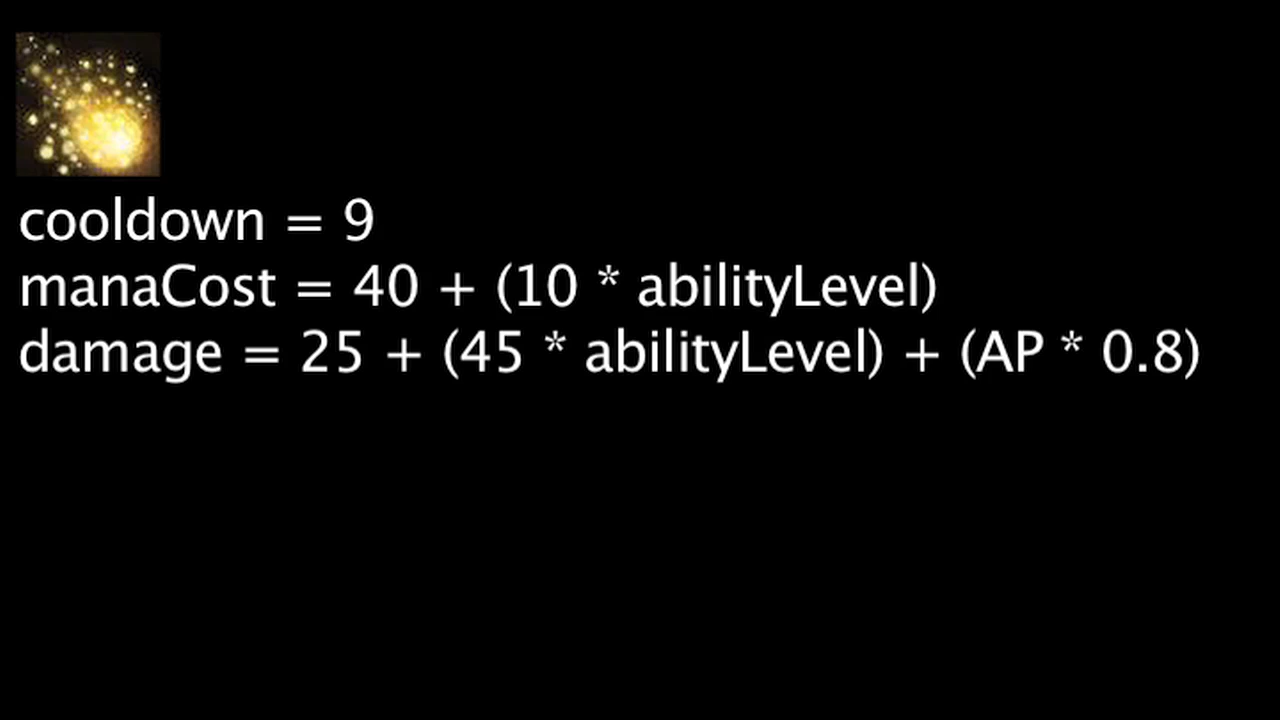 cooldown = 9
manaCost = 40 + (10 * abilityLevel)
damage = 25 + (45 * abilityLevel) + (AP * 0.8)